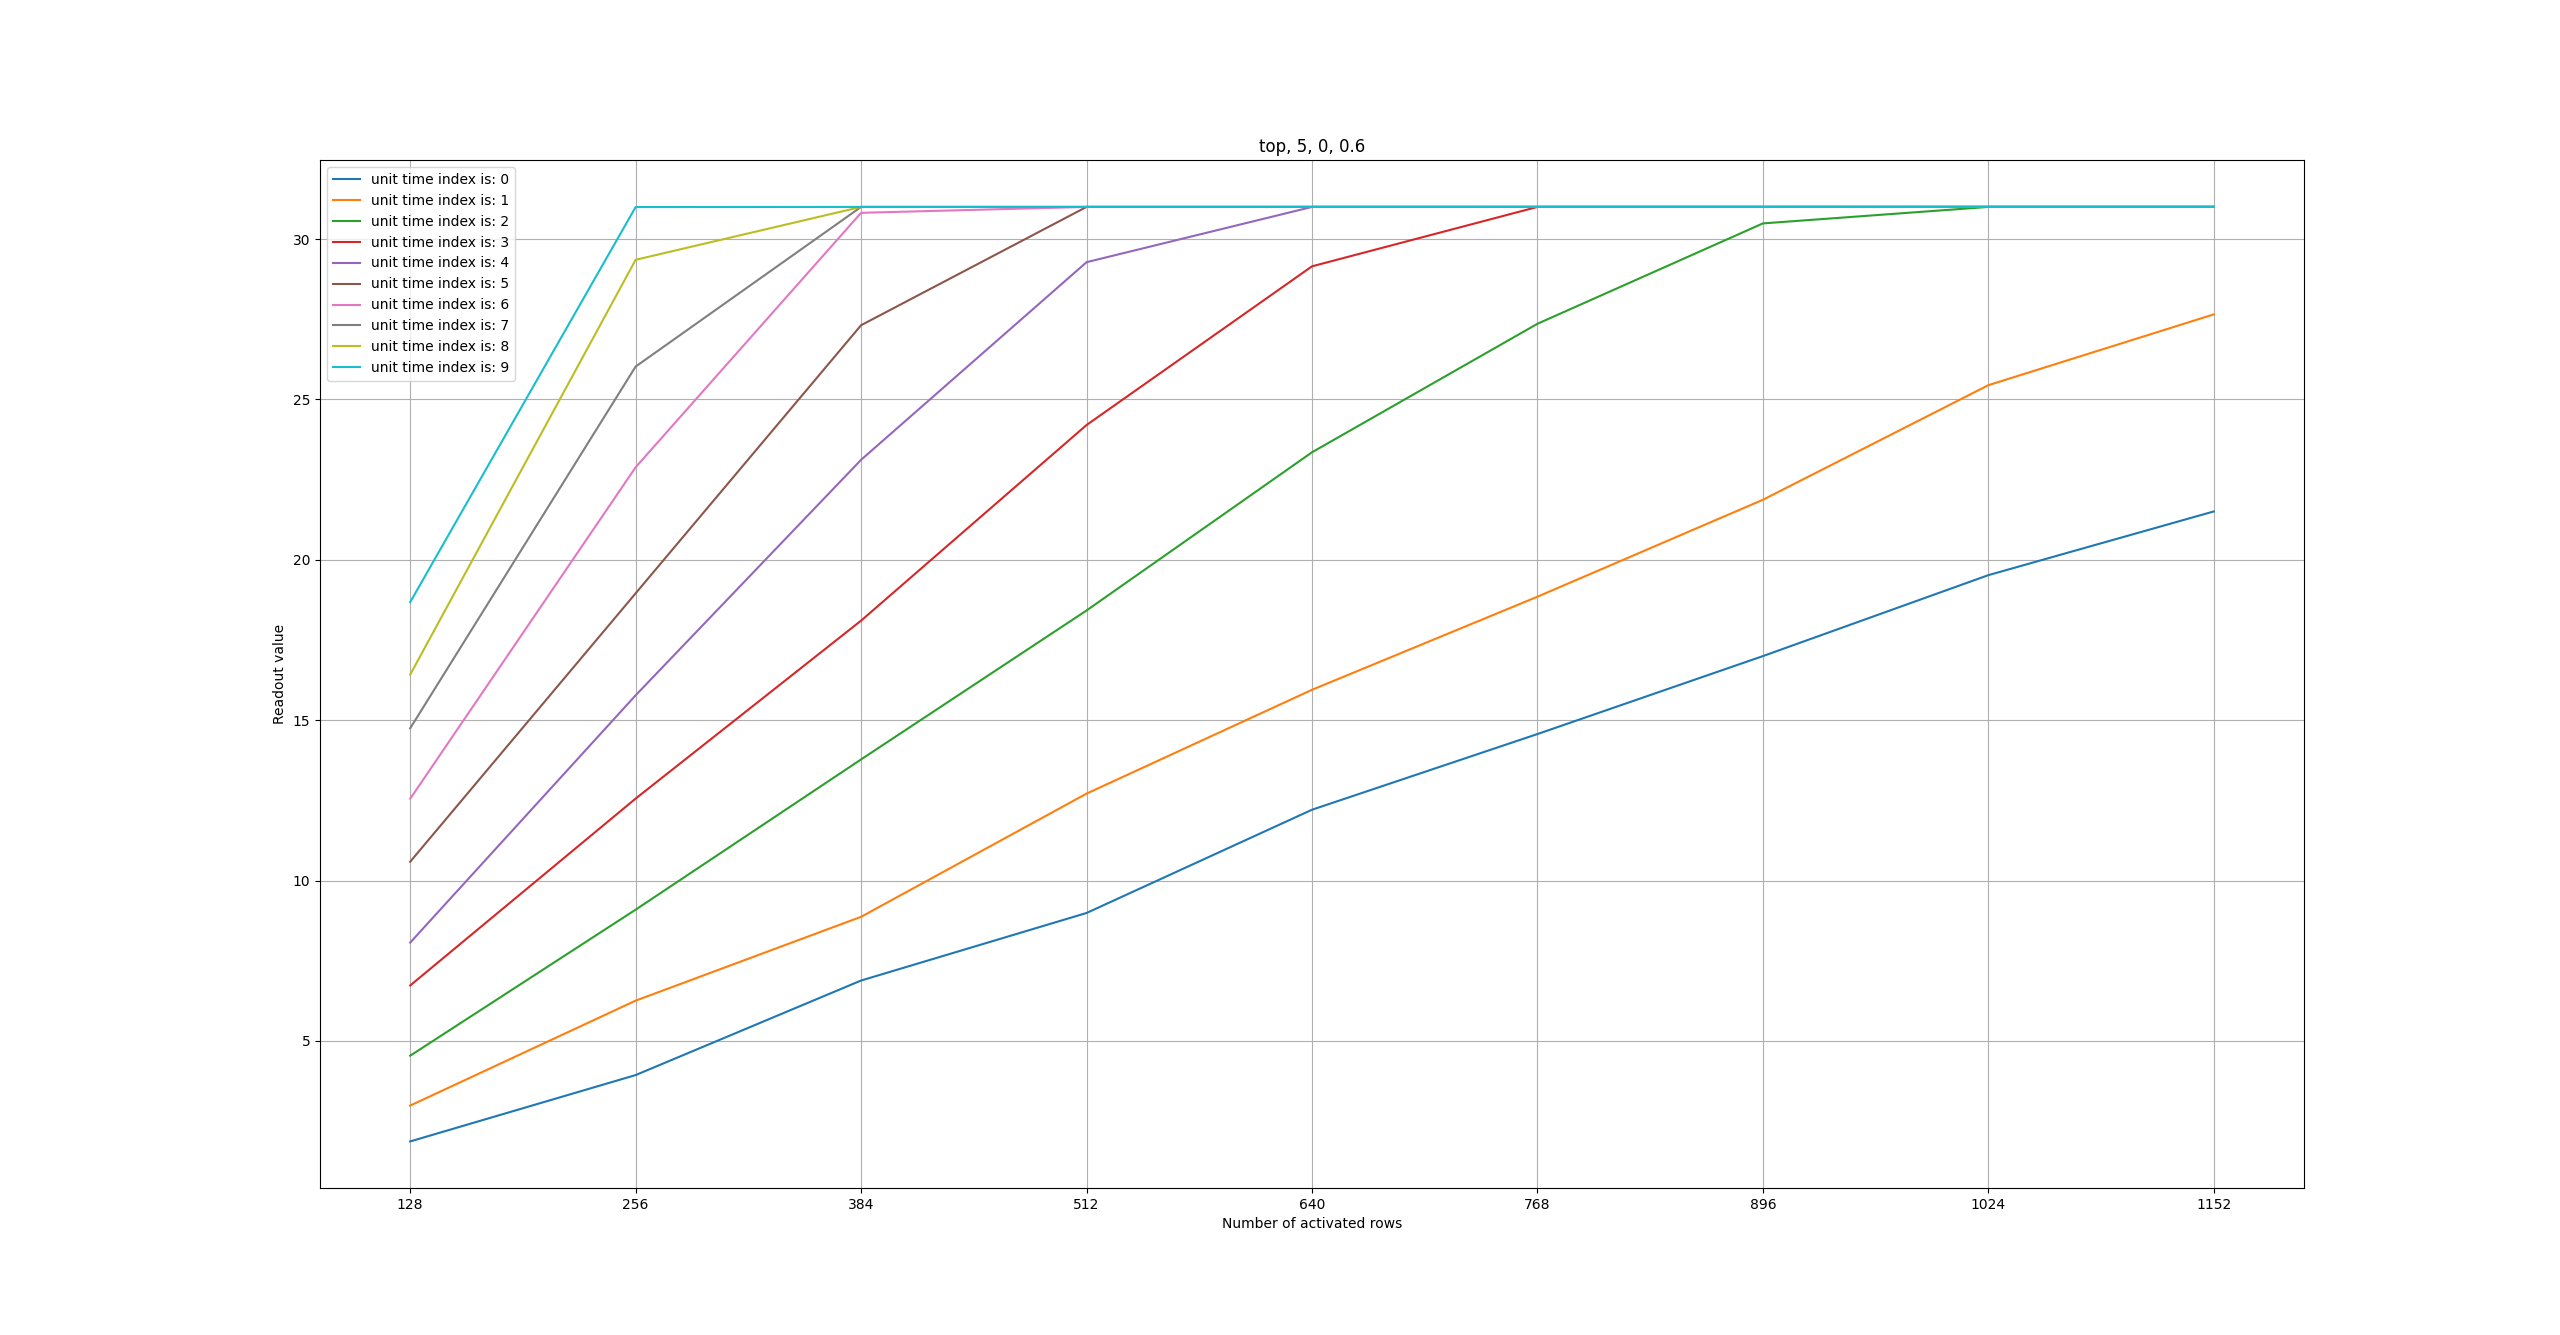 top, 5, 0, 0.6
unit time index is: 0
unit time index is: 1
unit time index is: 2
unit time index is: 3
unit time index is: 4
unit time index is: 5
unit time index is: 6
unit time index is: 7
unit time index is: 8
unit time index is: 9
30
25
20
15
10
5
Readout value
128 256 384 512 640 768 896 1024 1152
Number of activated rows